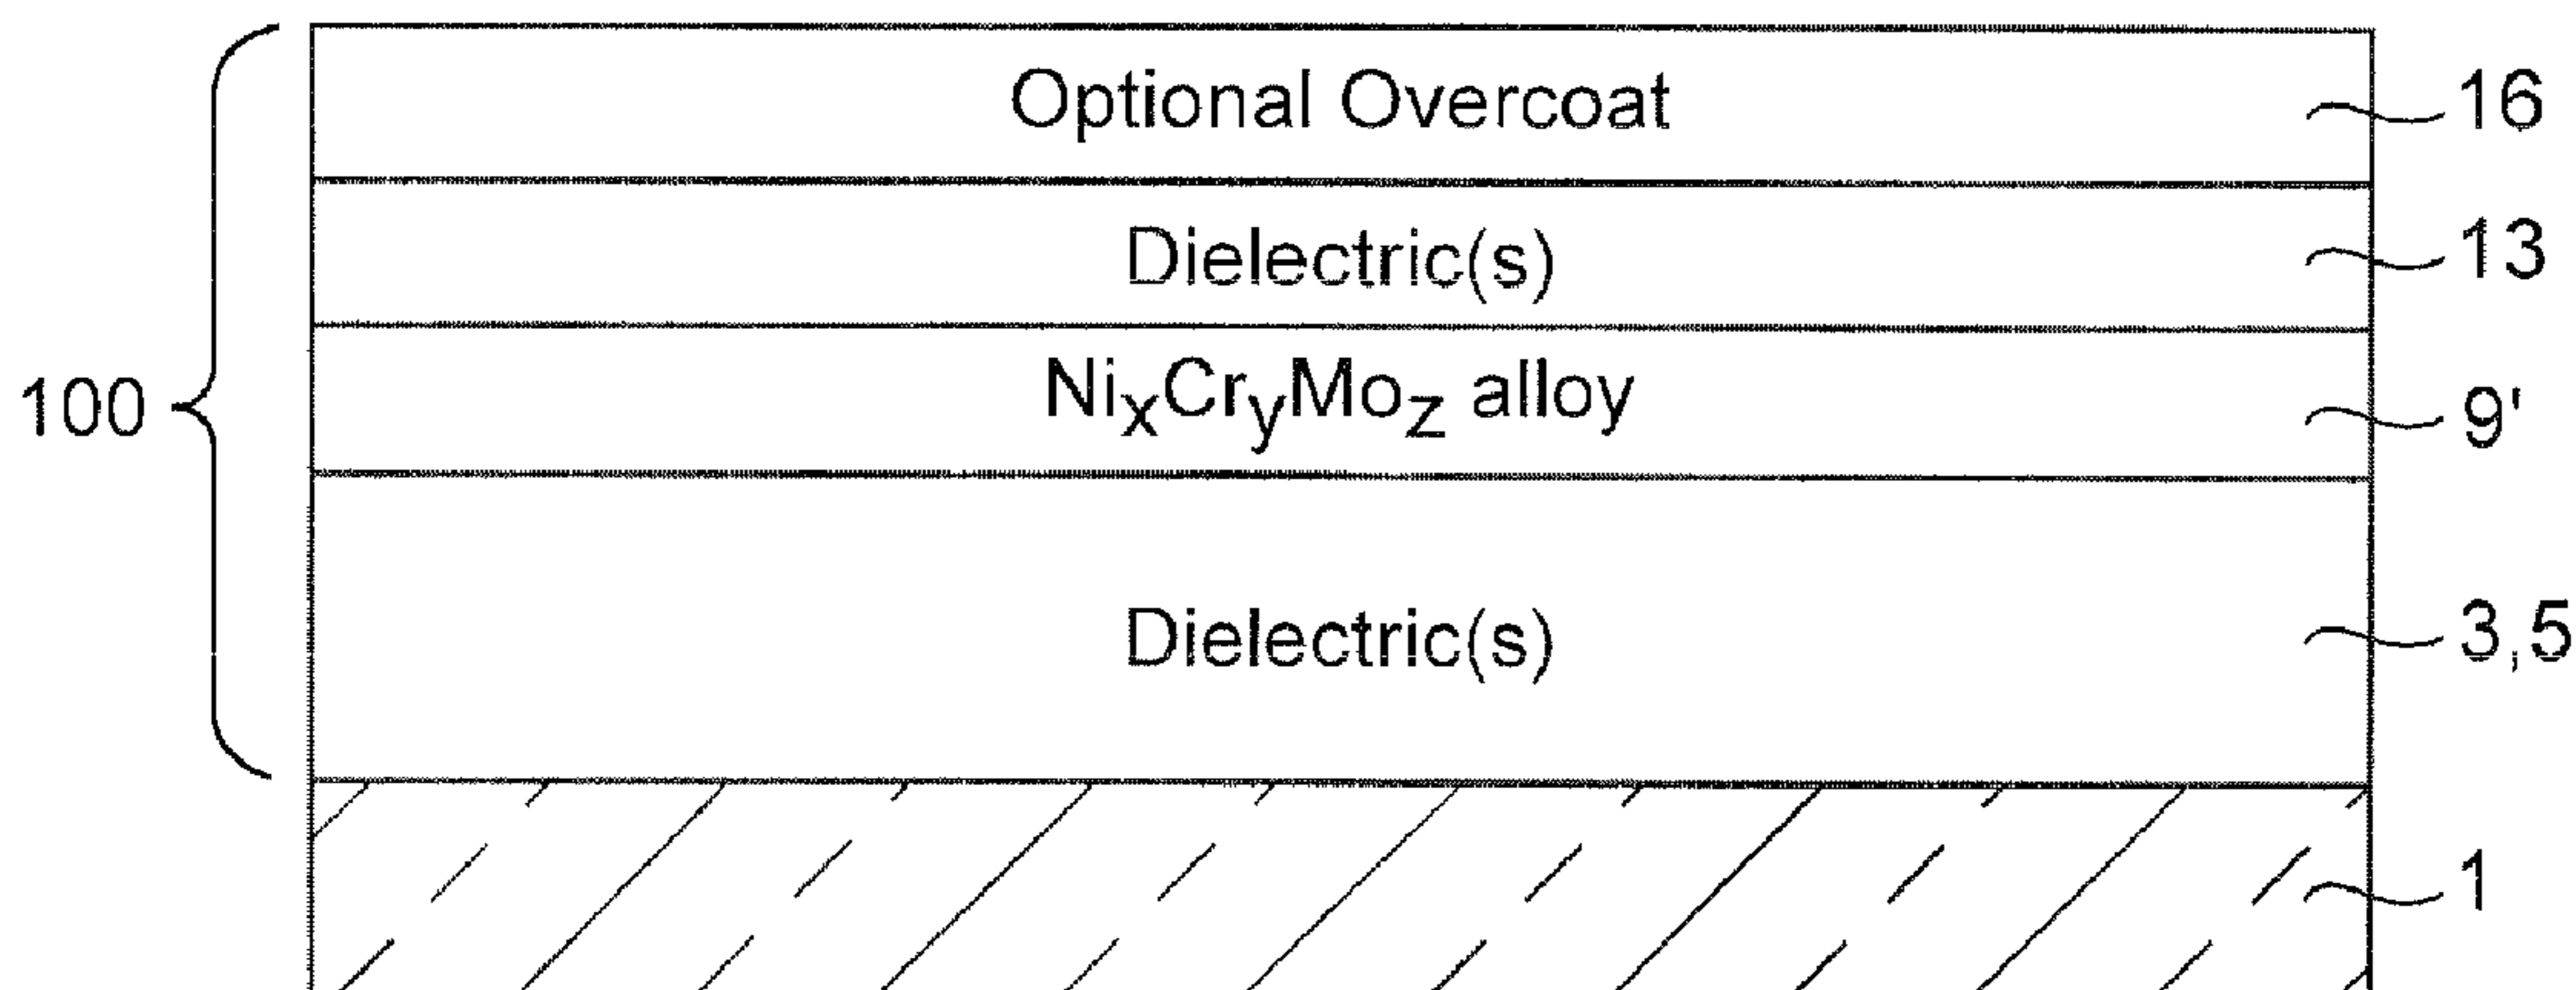 Optional Overcoat 16
Dielectric(s) 13
NixCryMoz alloy 9'
100
Dielectric(s) 3,5
1